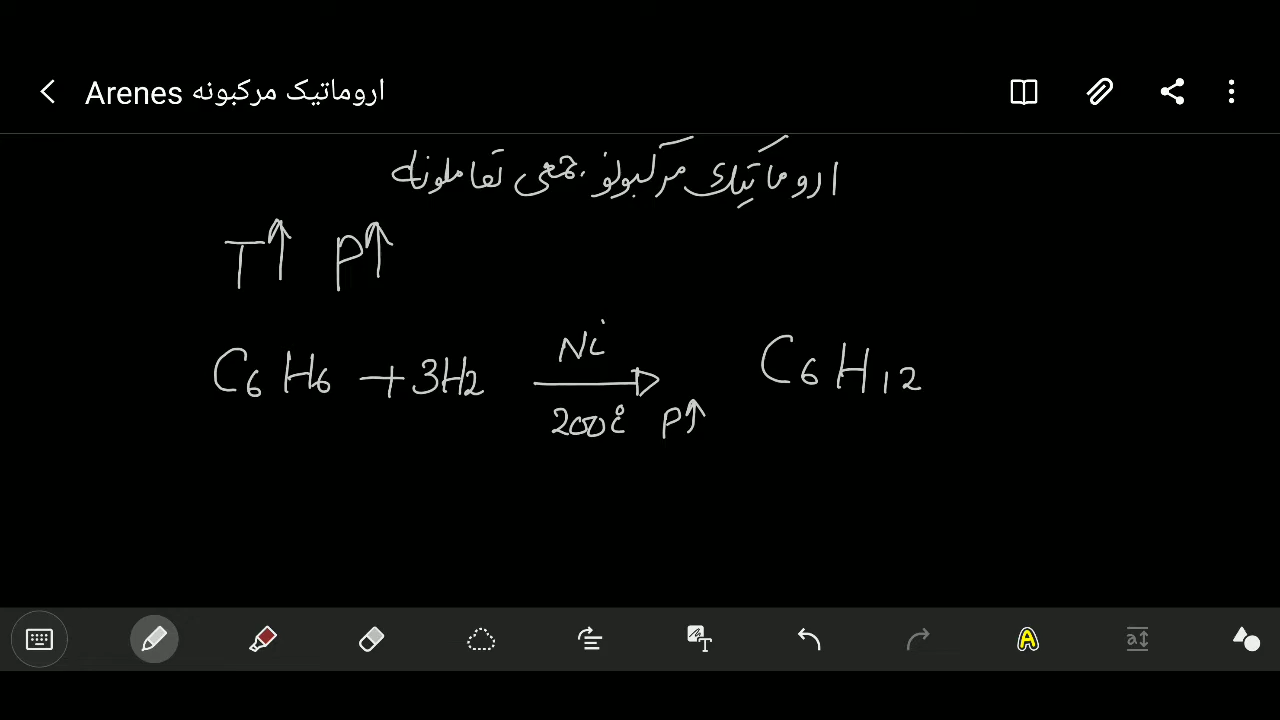 Arenes اروماتیک مرکبونه
اروماتیک مرکبونو جمعی تعاملونه
T↑ P↑
C₆H₆ + 3H₂ —Ni→ C₆H₁₂
200°C P↑